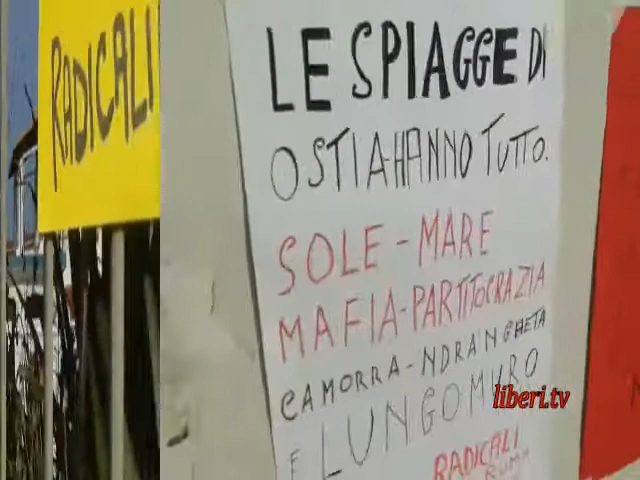 RADICALI
LE SPIAGGE DI
OSTIA HANNO TUTTO.
SOLE - MARE
MAFIA - PARTITOCRAZIA
CAMORRA - NDRANGHETA
E LUNGOMURO
liberi.tv
RADICALI
ROMA